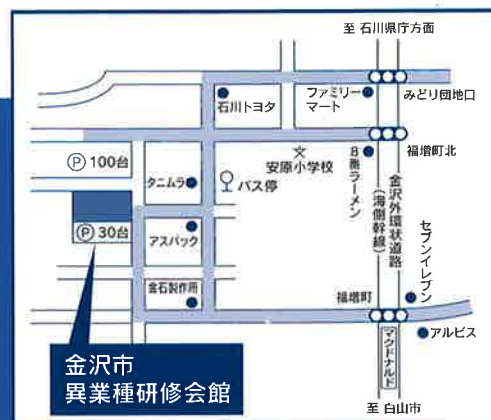 至 石川県庁方面
石川トヨタ
ファミリー
マート
みどり団地口
Ⓟ 100台
タニムラ
バス停
安原小学校
8番ラーメン
福増町北
金沢外環状道路
(海側幹線)
Ⓟ 30台
アスパック
金石製作所
福増町
セブンイレブン
アルビス
マクドナルド
金沢市
異業種研修会館
至 白山市